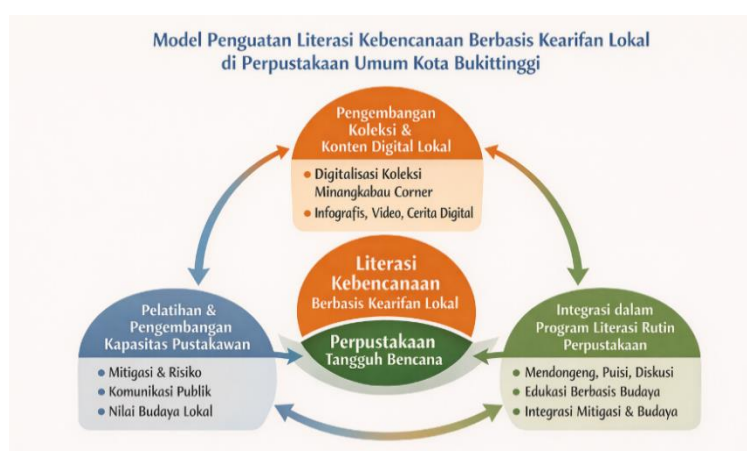 Model Penguatan Literasi Kebencanaan Berbasis Kearifan Lokal
di Perpustakaan Umum Kota Bukittinggi
Pengembangan
Koleksi &
Konten Digital Lokal
• Digitalisasi Koleksi
Minangkabau Corner
• Infografis, Video, Cerita Digital
Literasi
Kebencanaan
Berbasis Kearifan Lokal
Perpustakaan
Tangguh Bencana
Pelatihan &
Pengembangan
Kapasitas Pustakawan
• Mitigasi & Risiko
• Komunikasi Publik
• Nilai Budaya Lokal
Integrasi dalam
Program Literasi Rutin
Perpustakaan
• Mendongeng, Puisi, Diskusi
• Edukasi Berbasis Budaya
• Integrasi Mitigasi & Budaya